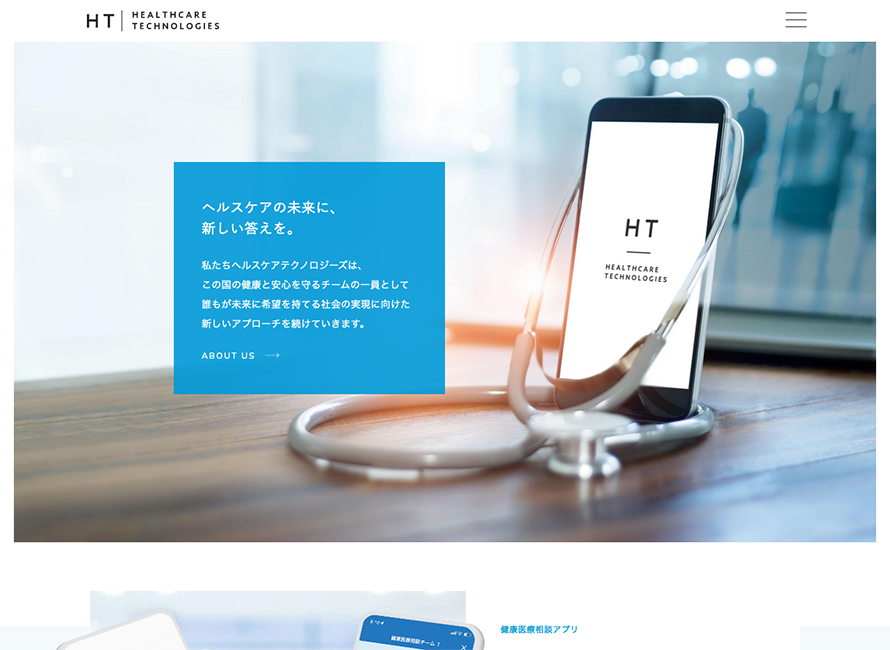 HT
HEALTHCARE
TECHNOLOGIES
ヘルスケアの未来に、
新しい答えを。
私たちヘルスケアテクノロジーズは、
この国の健康と安心を守るチームの一員として
誰もが未来に希望を持てる社会の実現に向けた
新しいアプローチを続けていきます。
ABOUT US
HT
HEALTHCARE
TECHNOLOGIES
健康医療相談アプリ
健康医療相談チーム